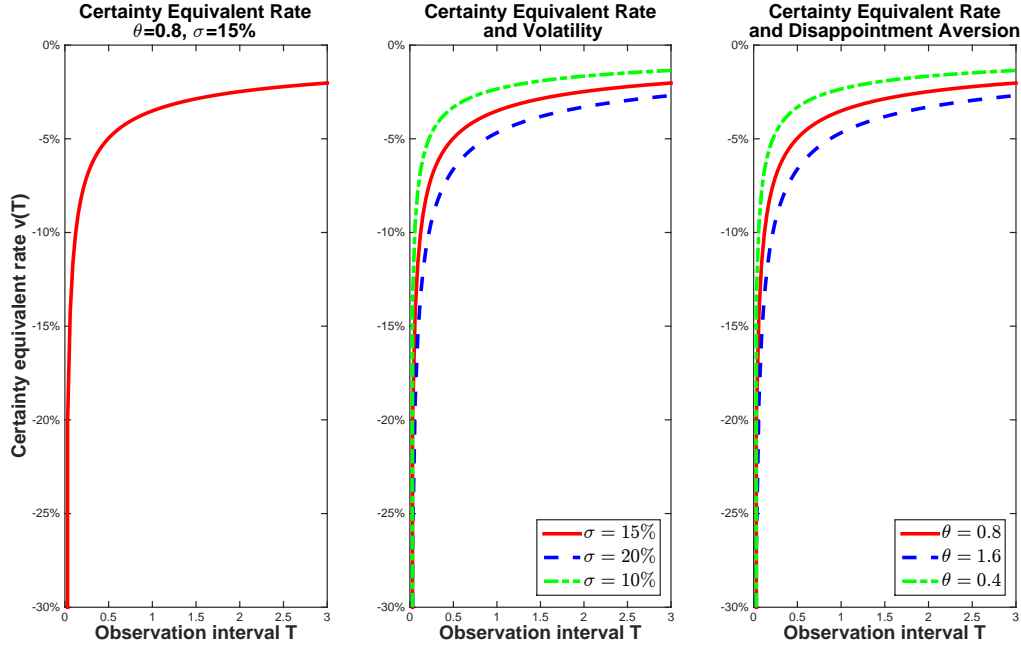 Certainty Equivalent Rate
θ=0.8, σ=15%
Certainty equivalent rate v(T)
0%
-5%
-10%
-15%
-20%
-25%
-30%
0
0.5
1
1.5
2
2.5
3
Observation interval T
Certainty Equivalent Rate
and Volatility
0%
-5%
-10%
-15%
-20%
-25%
-30%
0
0.5
1
1.5
2
2.5
3
Observation interval T
σ = 15%
σ = 20%
σ = 10%
Certainty Equivalent Rate
and Disappointment Aversion
0%
-5%
-10%
-15%
-20%
-25%
-30%
0
0.5
1
1.5
2
2.5
3
Observation interval T
θ = 0.8
θ = 1.6
θ = 0.4